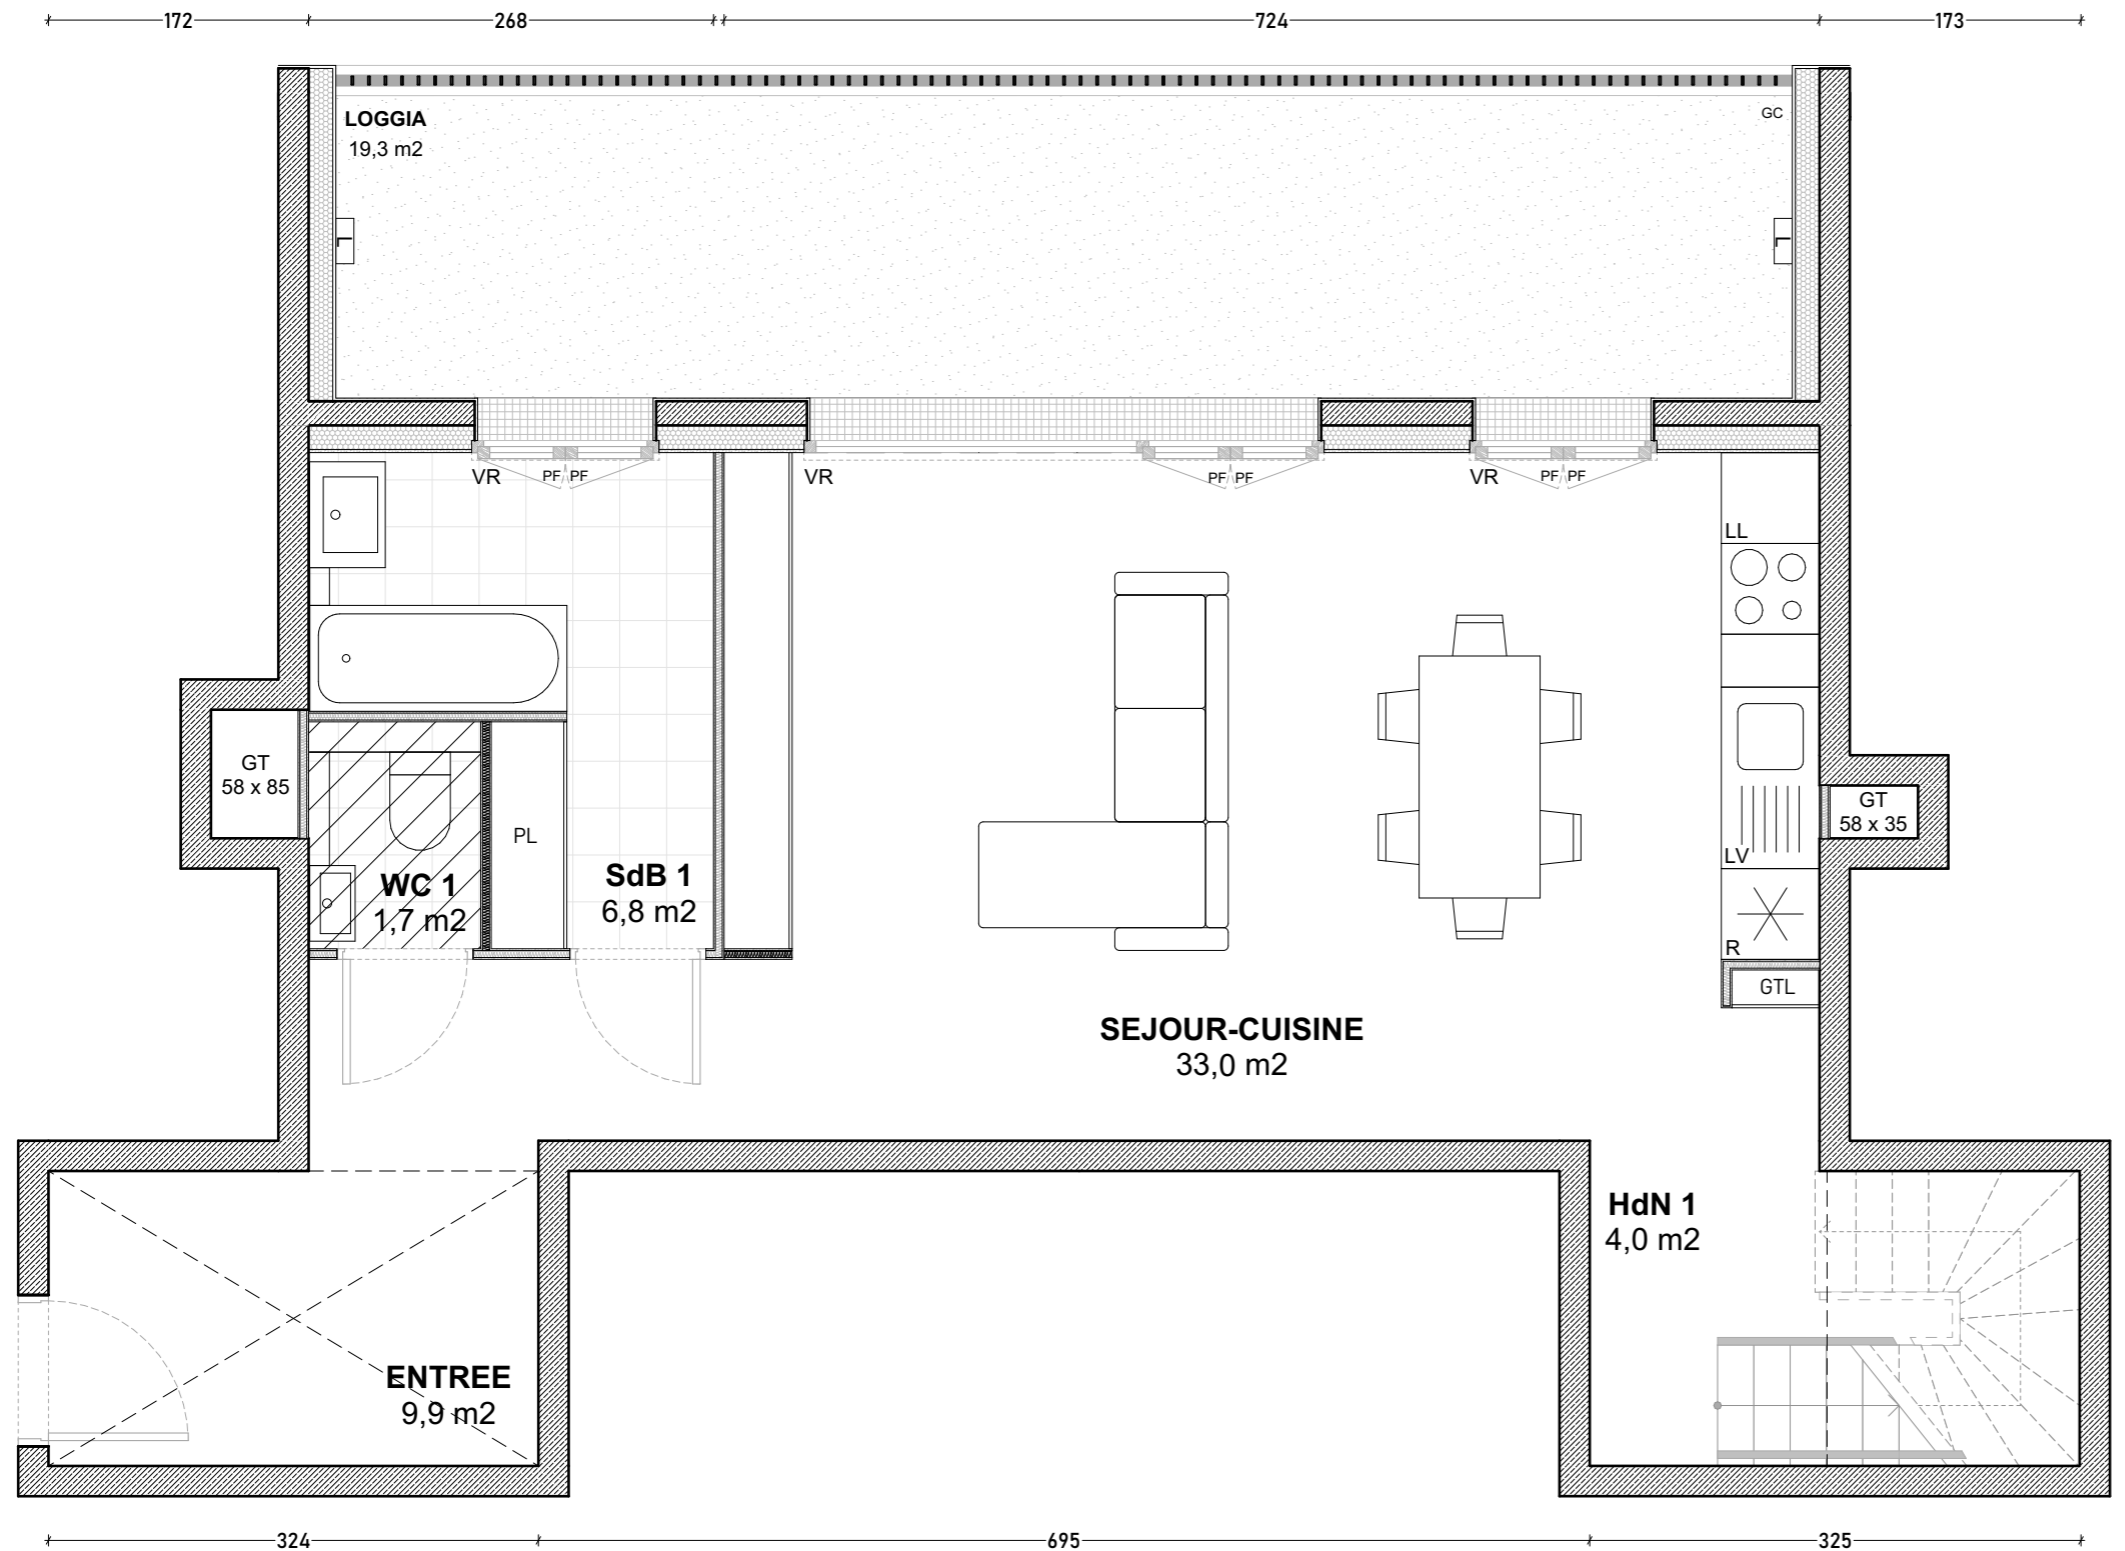 172 268 724 173
LOGGIA
19,3 m2
GC
L L
VR PF PF VR PF PF VR PF PF
LL
GT
58 x 85
PL
GT
58 x 35
LV
WC 1
1,7 m2
SdB 1
6,8 m2
R
GTL
SEJOUR-CUISINE
33,0 m2
HdN 1
4,0 m2
ENTREE
9,9 m2
324 695 325